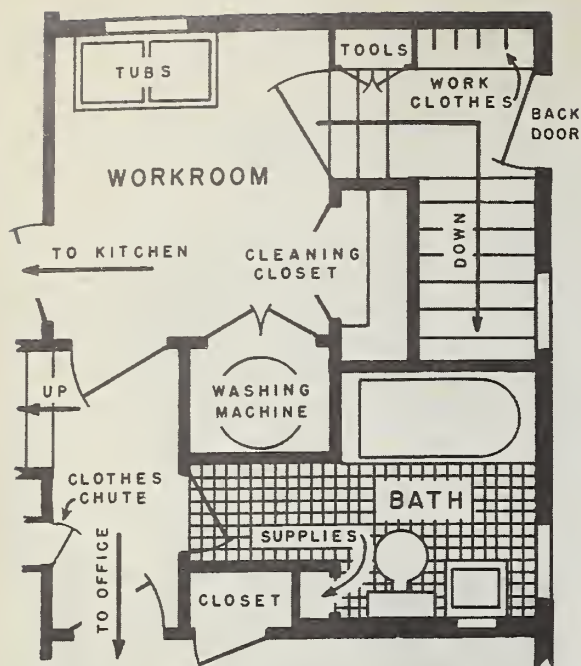 TOOLS
TUBS
WORK
CLOTHES
BACK
DOOR
WORKROOM
TO KITCHEN
CLEANING
CLOSET
DOWN
UP
WASHING
MACHINE
CLOTHES
CHUTE
BATH
SUPPLIES
TO OFFICE
CLOSET